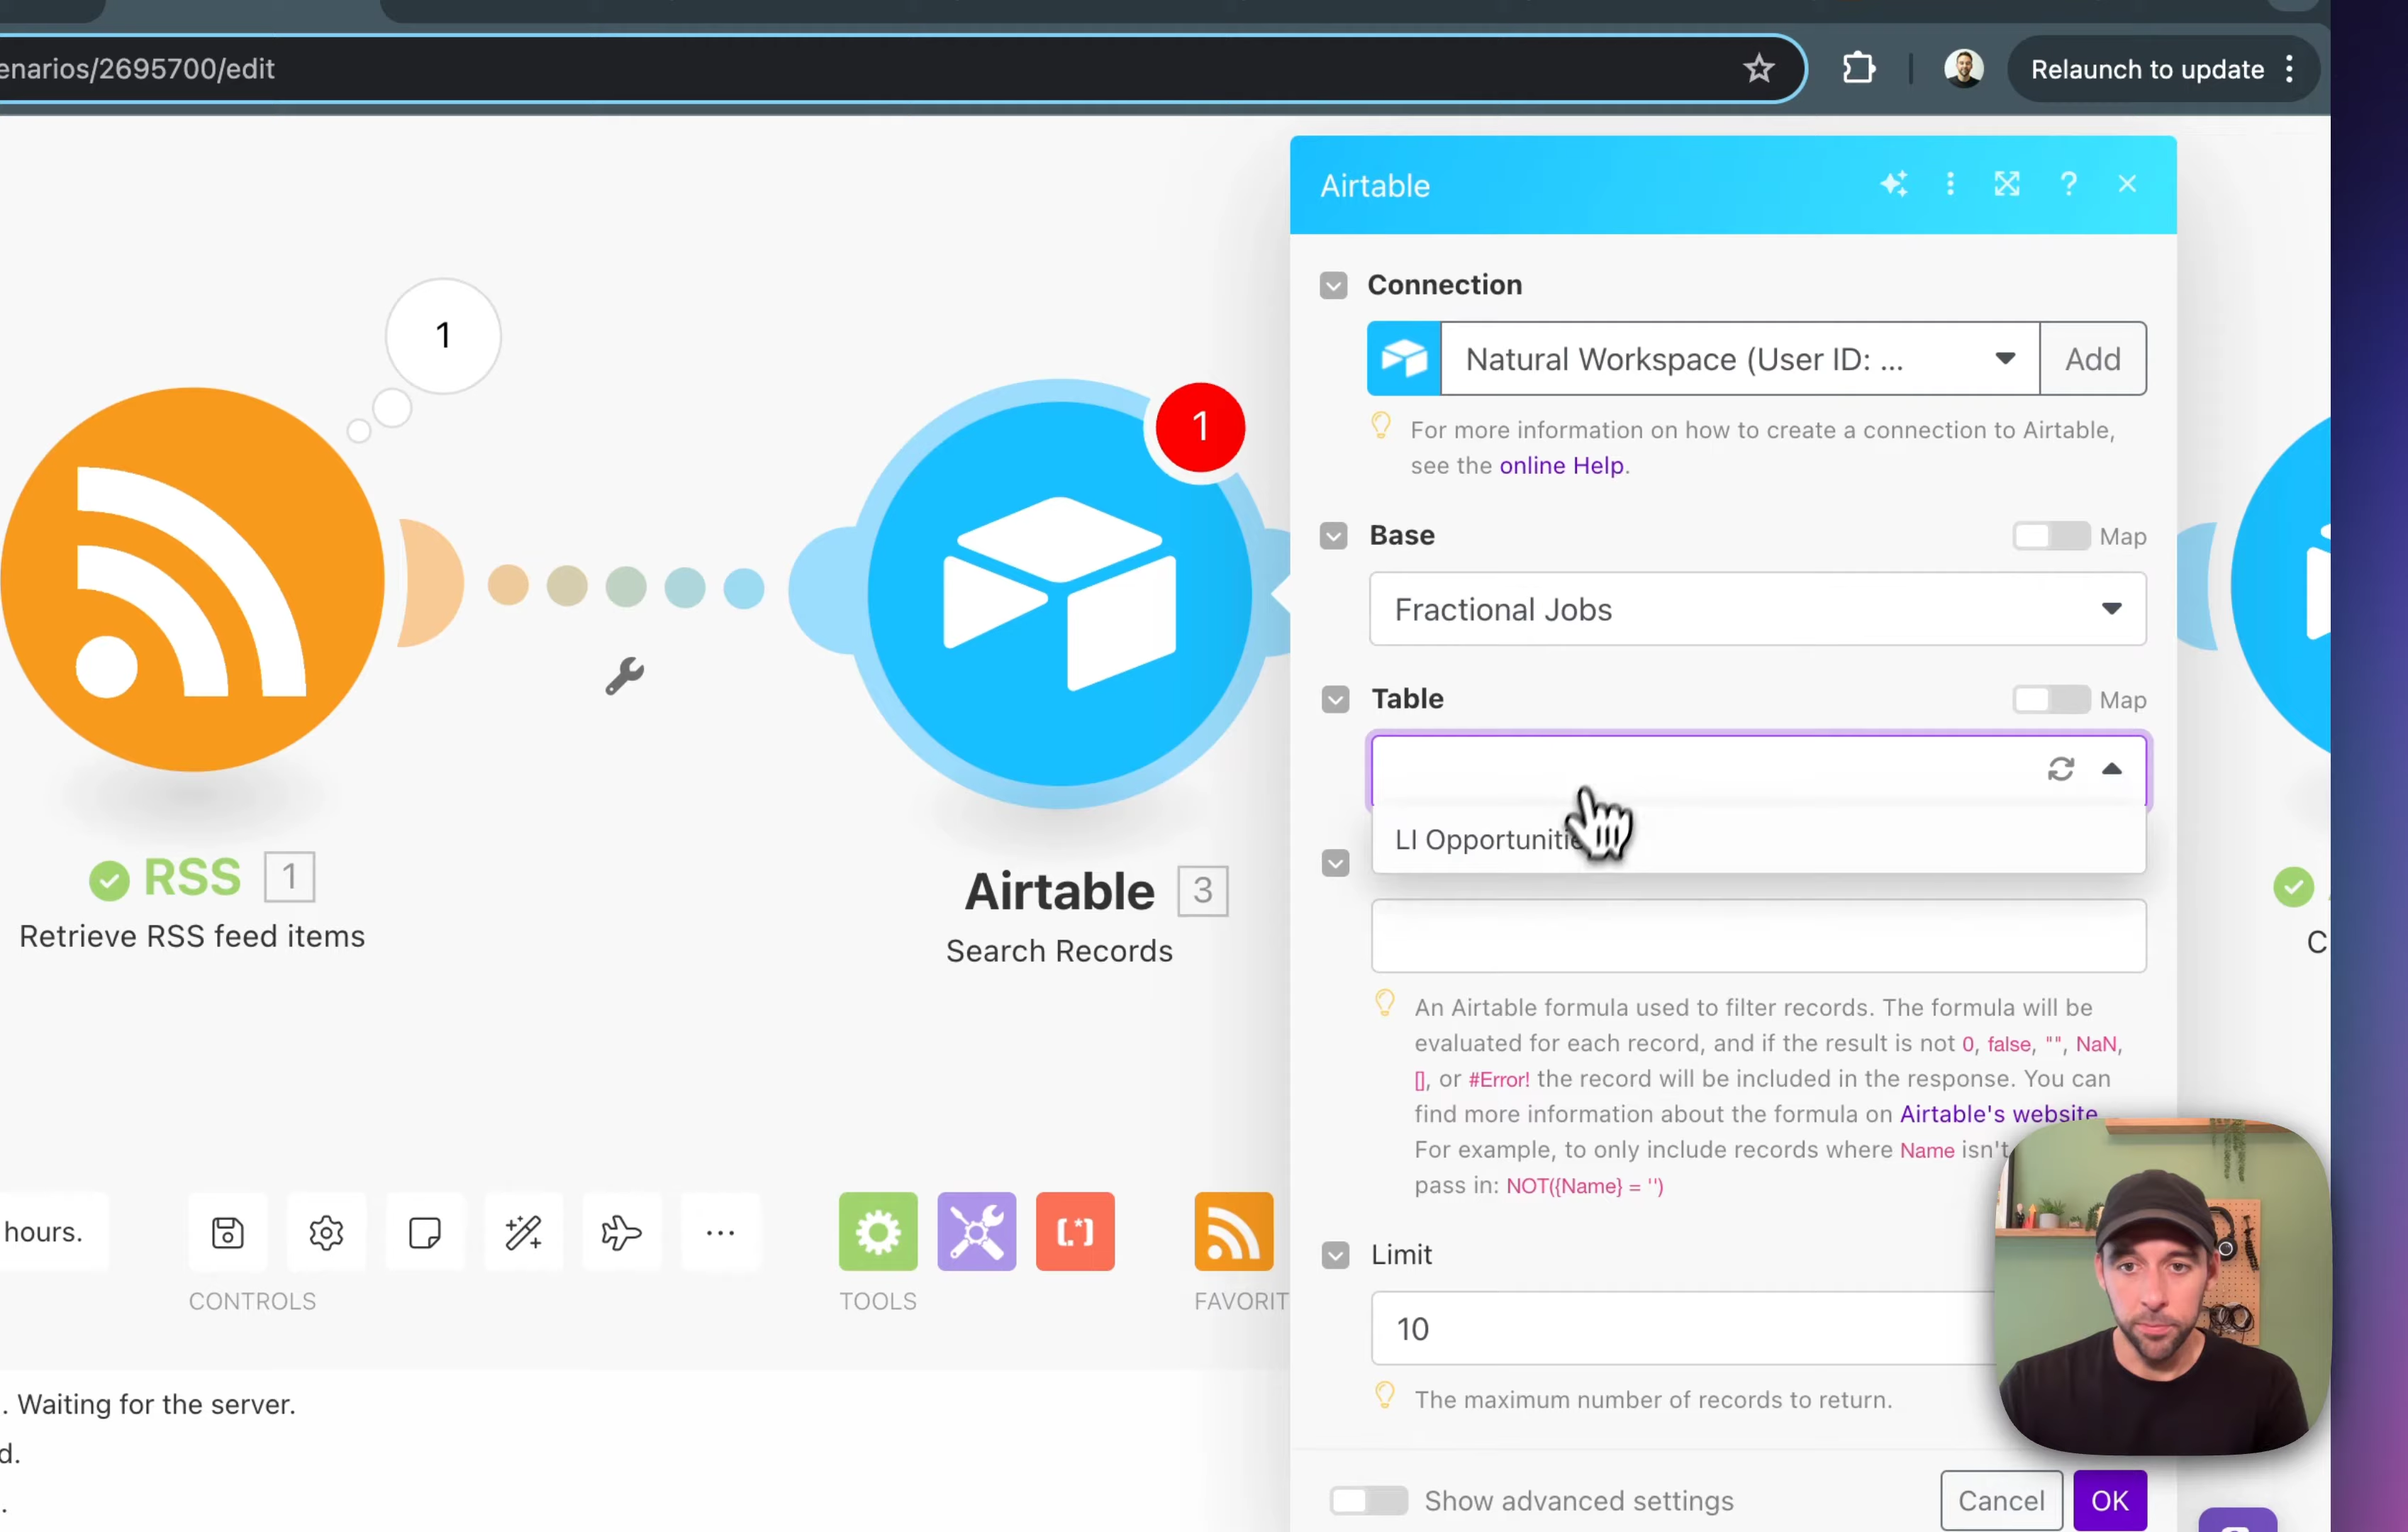 enarios/2695700/edit
Relaunch to update
Airtable
Connection
Natural Workspace (User ID: ...
Add
For more information on how to create a connection to Airtable,
see the online Help.
Base
Map
Fractional Jobs
Table
Map
LI Opportunitie
An Airtable formula used to filter records. The formula will be
evaluated for each record, and if the result is not 0, false, "", NaN,
[], or #Error! the record will be included in the response. You can
find more information about the formula on Airtable's website
For example, to only include records where Name isn't
pass in: NOT({Name} = '')
Limit
10
The maximum number of records to return.
Show advanced settings
Cancel
OK
1
1
RSS
1
Retrieve RSS feed items
Airtable
3
Search Records
C
hours.
CONTROLS
TOOLS
FAVORIT
. Waiting for the server.
d.
.